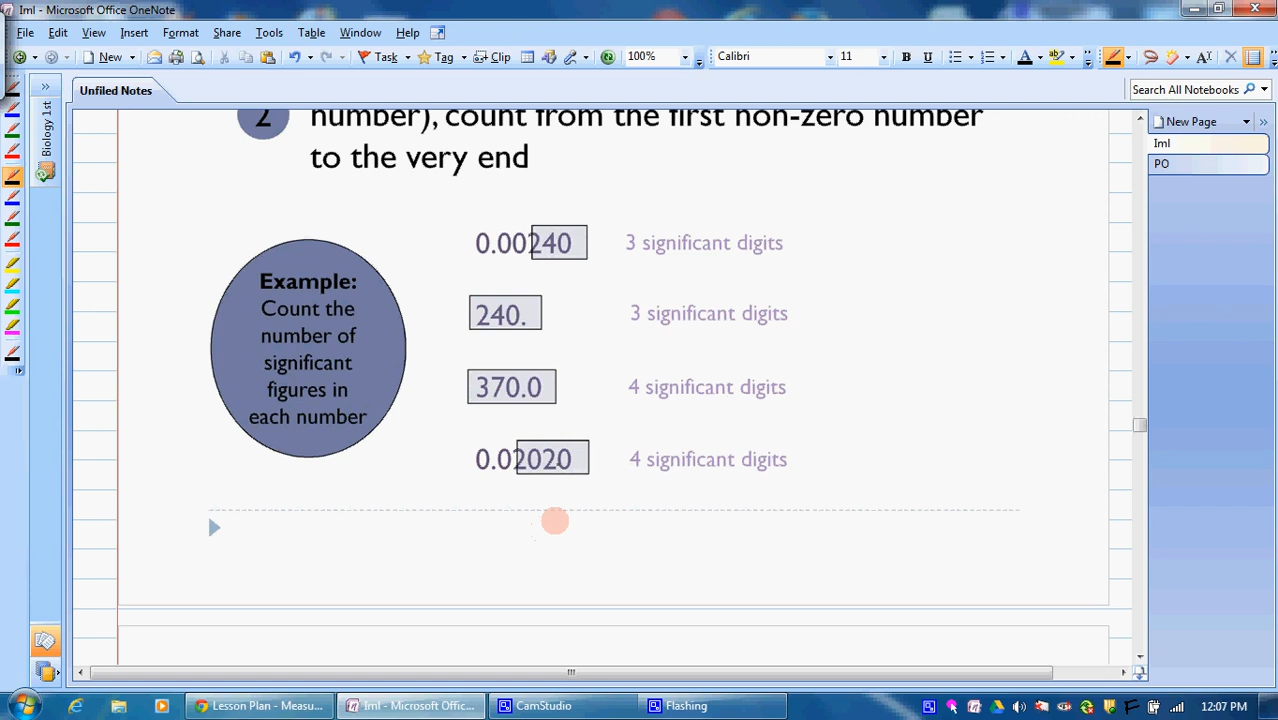 Iml - Microsoft Office OneNote
File Edit View Insert Format Share Tools Table Window Help
New Task Tag Clip 100% Calibri 11 B U
Unfiled Notes Search All Notebooks
Biology 1st
New Page
Iml
PO
2 number), count from the first non-zero number
to the very end
Example:
Count the
number of
significant
figures in
each number
0.00240 3 significant digits
240. 3 significant digits
370.0 4 significant digits
0.02020 4 significant digits
Lesson Plan - Measu... Iml - Microsoft Offic... CamStudio Flashing 12:07 PM